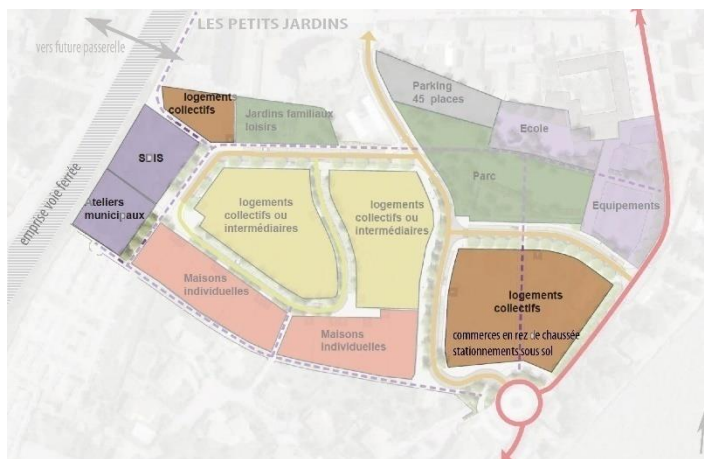 LES PETITS JARDINS
vers future passerelle
logements
collectifs
Jardins familiaux
loisirs
Parking
45 places
Ecole
SDIS
Ateliers
municipaux
emprise voie ferrée
logements
collectifs ou
intermédiaires
logements
collectifs ou
intermédiaires
Parc
Equipements
Maisons
individuelles
Maisons
individuelles
logements
collectifs
commerces en rez de chaussée
stationnements sous sol